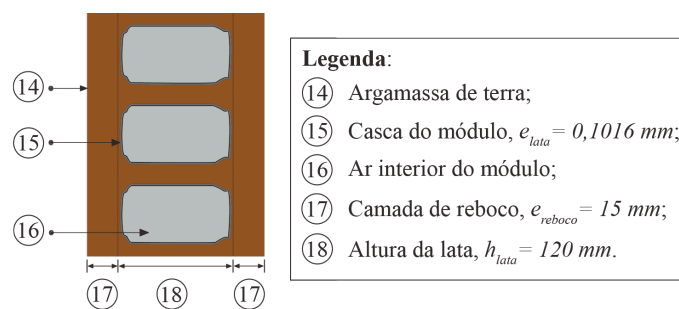 14
15
16
17
18
17
Legenda:
14 Argamassa de terra;
15 Casca do módulo, e_lata = 0,1016 mm;
16 Ar interior do módulo;
17 Camada de reboco, e_reboco = 15 mm;
18 Altura da lata, h_lata = 120 mm.